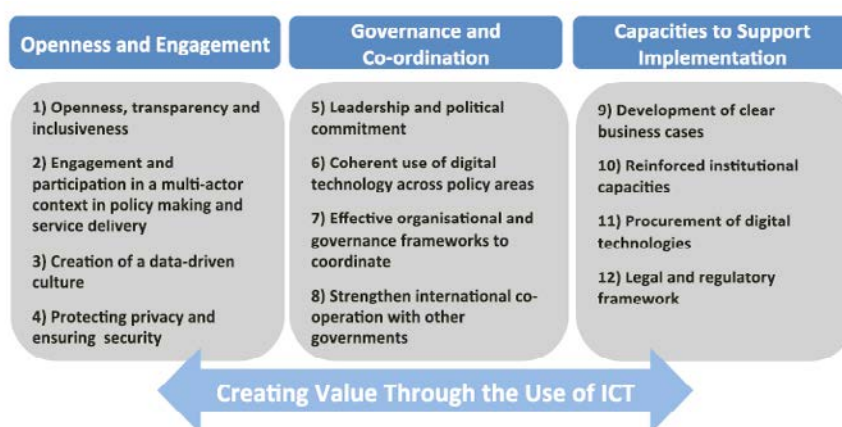 Openness and Engagement
Governance and
Co-ordination
Capacities to Support
Implementation
1) Openness, transparency and
inclusiveness
2) Engagement and
participation in a multi-actor
context in policy making and
service delivery
3) Creation of a data-driven
culture
4) Protecting privacy and
ensuring security
5) Leadership and political
commitment
6) Coherent use of digital
technology across policy areas
7) Effective organisational and
governance frameworks to
coordinate
8) Strengthen international co-
operation with other
governments
9) Development of clear
business cases
10) Reinforced institutional
capacities
11) Procurement of digital
technologies
12) Legal and regulatory
framework
Creating Value Through the Use of ICT